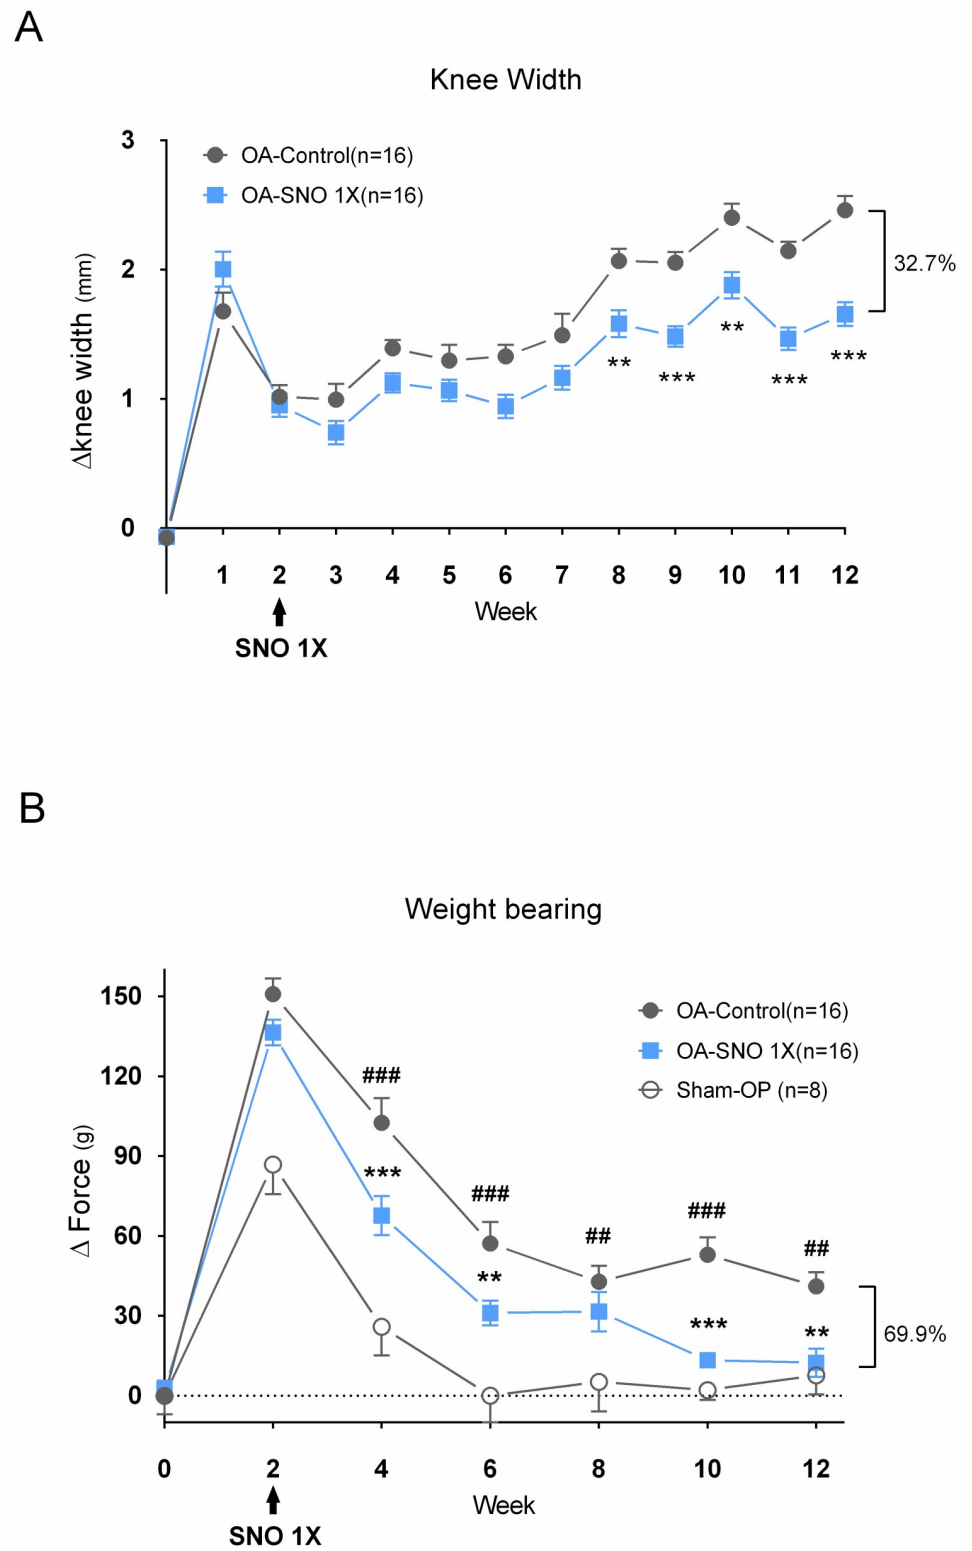 A
Knee Width
3
OA-Control(n=16)
OA-SNO 1X(n=16)
32.7%
2
**
**
***
***
***
1
Δknee width (mm)
0
1 2 3 4 5 6 7 8 9 10 11 12
Week
SNO 1X
B
Weight bearing
150
OA-Control(n=16)
OA-SNO 1X(n=16)
Sham-OP (n=8)
120
###
90
***
###
###
Δ Force (g)
60
##
##
**
30
***
**
69.9%
0
0 2 4 6 8 10 12
Week
SNO 1X